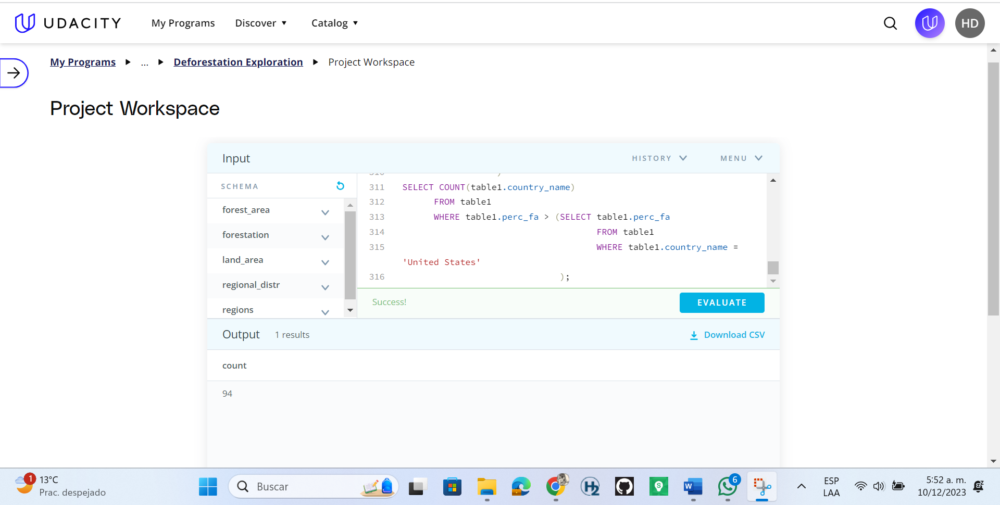 UDACITY My Programs Discover ▼ Catalog ▼ HD
My Programs ▶ ... ▶ Deforestation Exploration ▶ Project Workspace
Project Workspace
Input HISTORY MENU
SCHEMA
forest_area
forestation
land_area
regional_distr
regions
310 )
311 SELECT COUNT(table1.country_name)
312 FROM table1
313 WHERE table1.perc_fa > (SELECT table1.perc_fa
314 FROM table1
315 WHERE table1.country_name =
'United States'
316 );
Success! EVALUATE
Output 1 results Download CSV
count
94
1 13°C
Prac. despejado
Buscar
H2
S
W
6
ESP
LAA
5:52 a. m.
10/12/2023